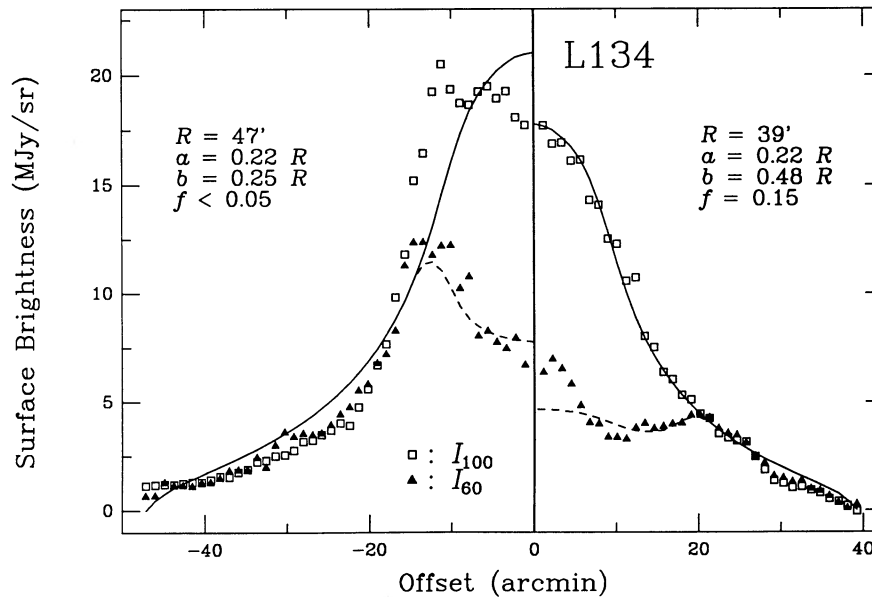 L134
R = 47'
a = 0.22 R
b = 0.25 R
f < 0.05
R = 39'
a = 0.22 R
b = 0.48 R
f = 0.15
Surface Brightness (MJy/sr)
20
15
10
5
0
□ : I₁₀₀
▲ : I₆₀
−40 −20 0 20 40
Offset (arcmin)